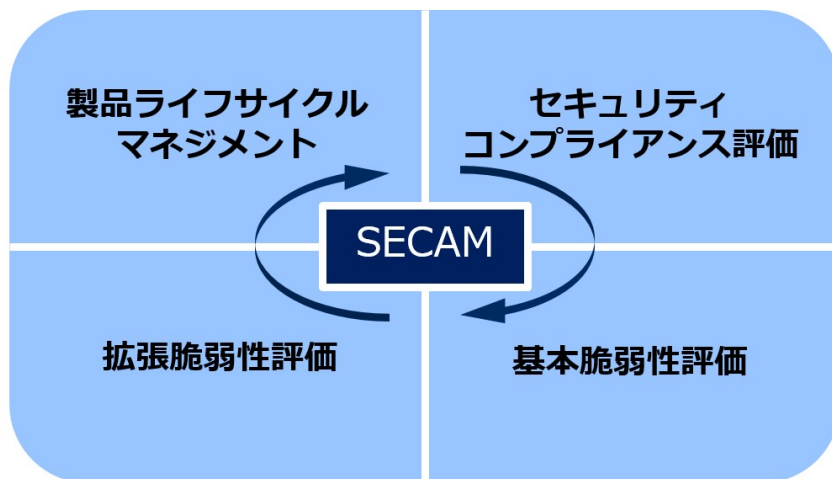 製品ライフサイクル
マネジメント
セキュリティ
コンプライアンス評価
SECAM
拡張脆弱性評価
基本脆弱性評価